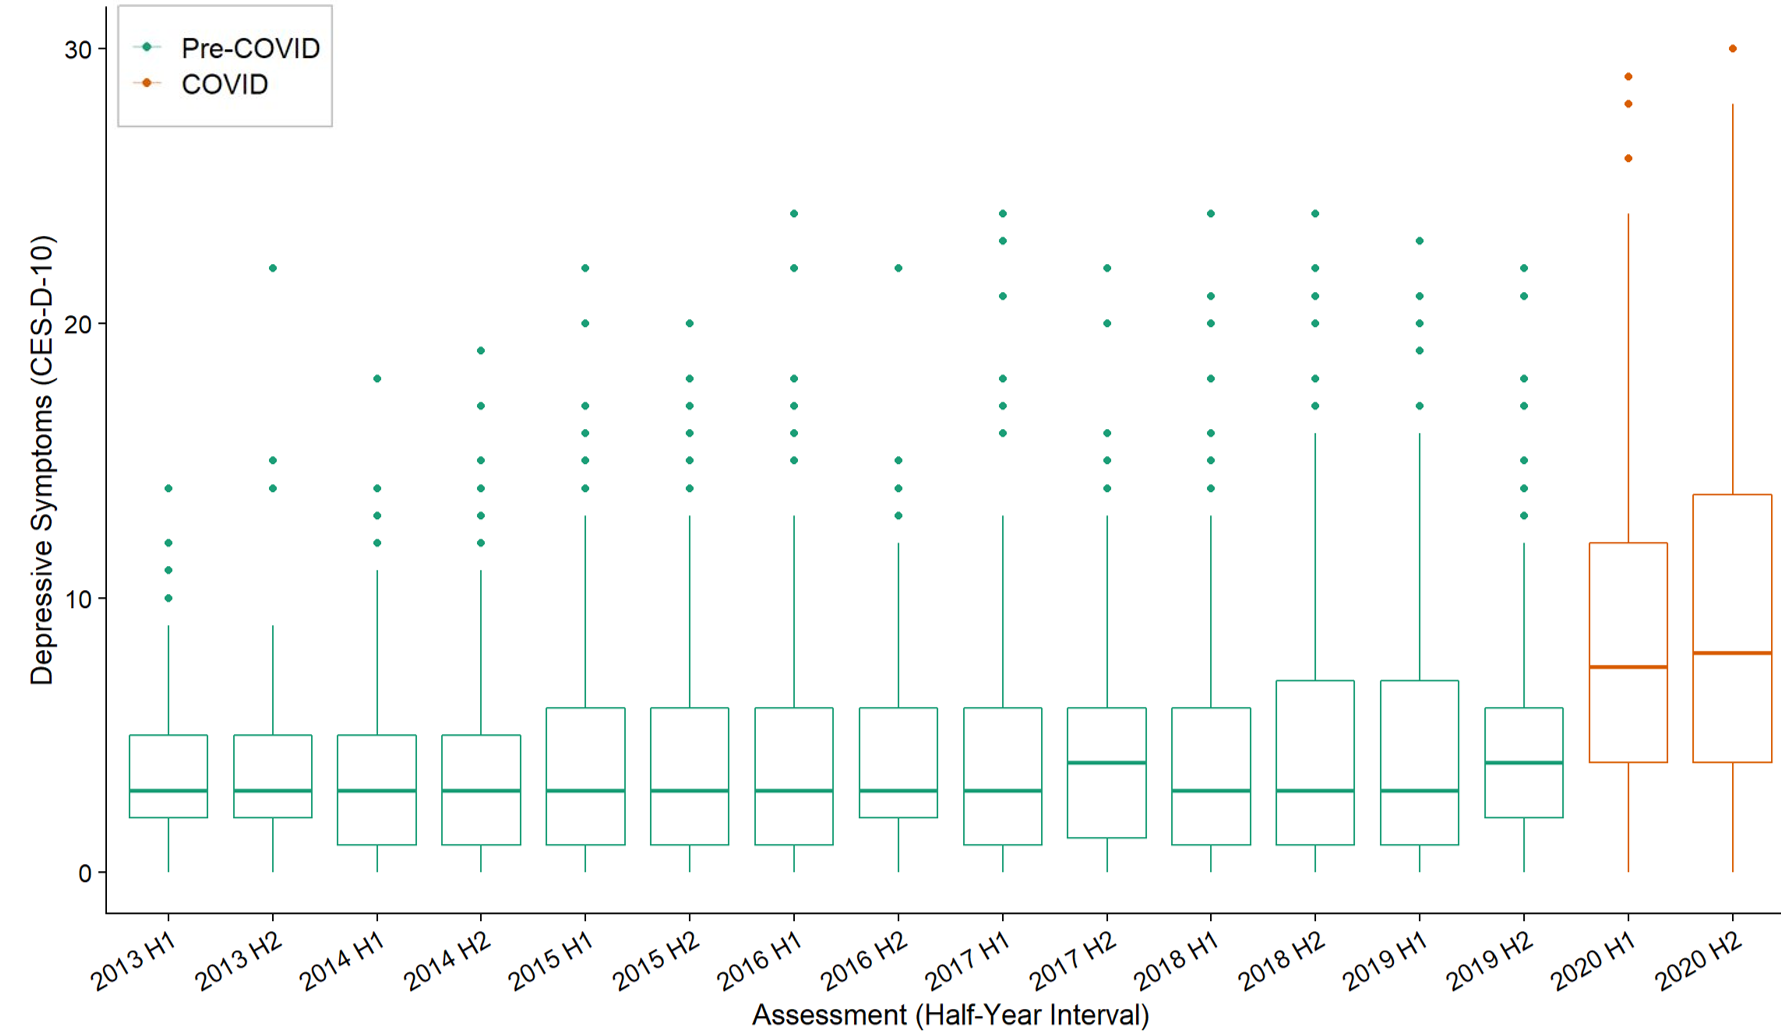 Pre-COVID
COVID
Depressive Symptoms (CES-D-10)
30
20
10
0
2013 H1
2013 H2
2014 H1
2014 H2
2015 H1
2015 H2
2016 H1
2016 H2
2017 H1
2017 H2
2018 H1
2018 H2
2019 H1
2019 H2
2020 H1
2020 H2
Assessment (Half-Year Interval)